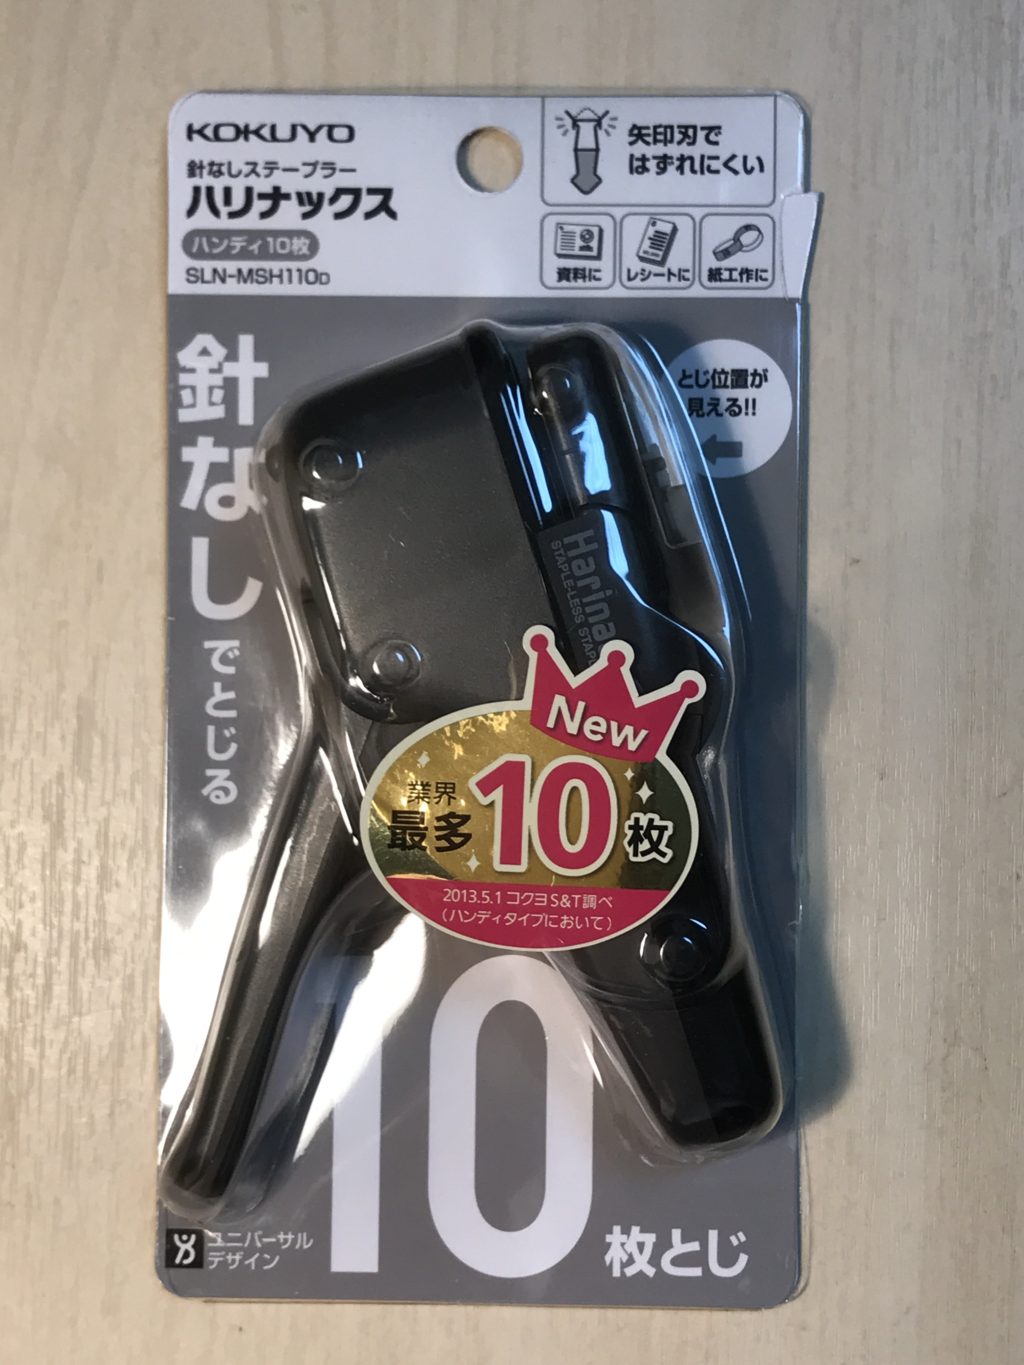 KOKUYO
針なしステープラー
ハリナックス
ハンディ10枚
SLN-MSH110D
矢印刃で
はずれにくい
資料に
レシートに
紙工作に
針なしでとじる
とじ位置が
見える!!
Harina
STAPLE-LESS STAPL
New
業界
最多10枚
2013.5.1 コクヨS&T調べ
(ハンディタイプにおいて)
10枚とじ
ユニバーサル
デザイン